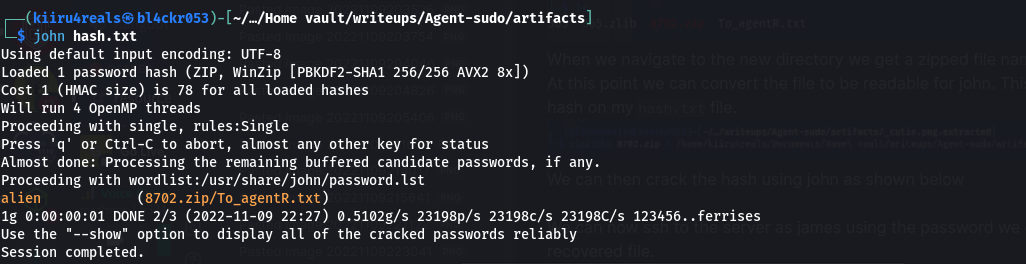 (kiiru4reals㉿bl4ckr053)-[~/…/Home vault/writeups/Agent-sudo/artifacts]
$ john hash.txt
Using default input encoding: UTF-8
Loaded 1 password hash (ZIP, WinZip [PBKDF2-SHA1 256/256 AVX2 8x])
Cost 1 (HMAC size) is 78 for all loaded hashes
Will run 4 OpenMP threads
Proceeding with single, rules:Single
Press 'q' or Ctrl-C to abort, almost any other key for status
Almost done: Processing the remaining buffered candidate passwords, if any.
Proceeding with wordlist:/usr/share/john/password.lst
alien (8702.zip/To_agentR.txt)
1g 0:00:00:01 DONE 2/3 (2022-11-09 22:27) 0.5102g/s 23198p/s 23198c/s 23198C/s 123456..ferrises
Use the "--show" option to display all of the cracked passwords reliably
Session completed.
To_agentR.txt
When we navigate to the new directory we get a zipped file
At this point we can convert the file to be readable for john.
hash on my hash.txt file.
We can then crack the hash using john as shown below
now ssh to the server as james using the password we
recovered file.